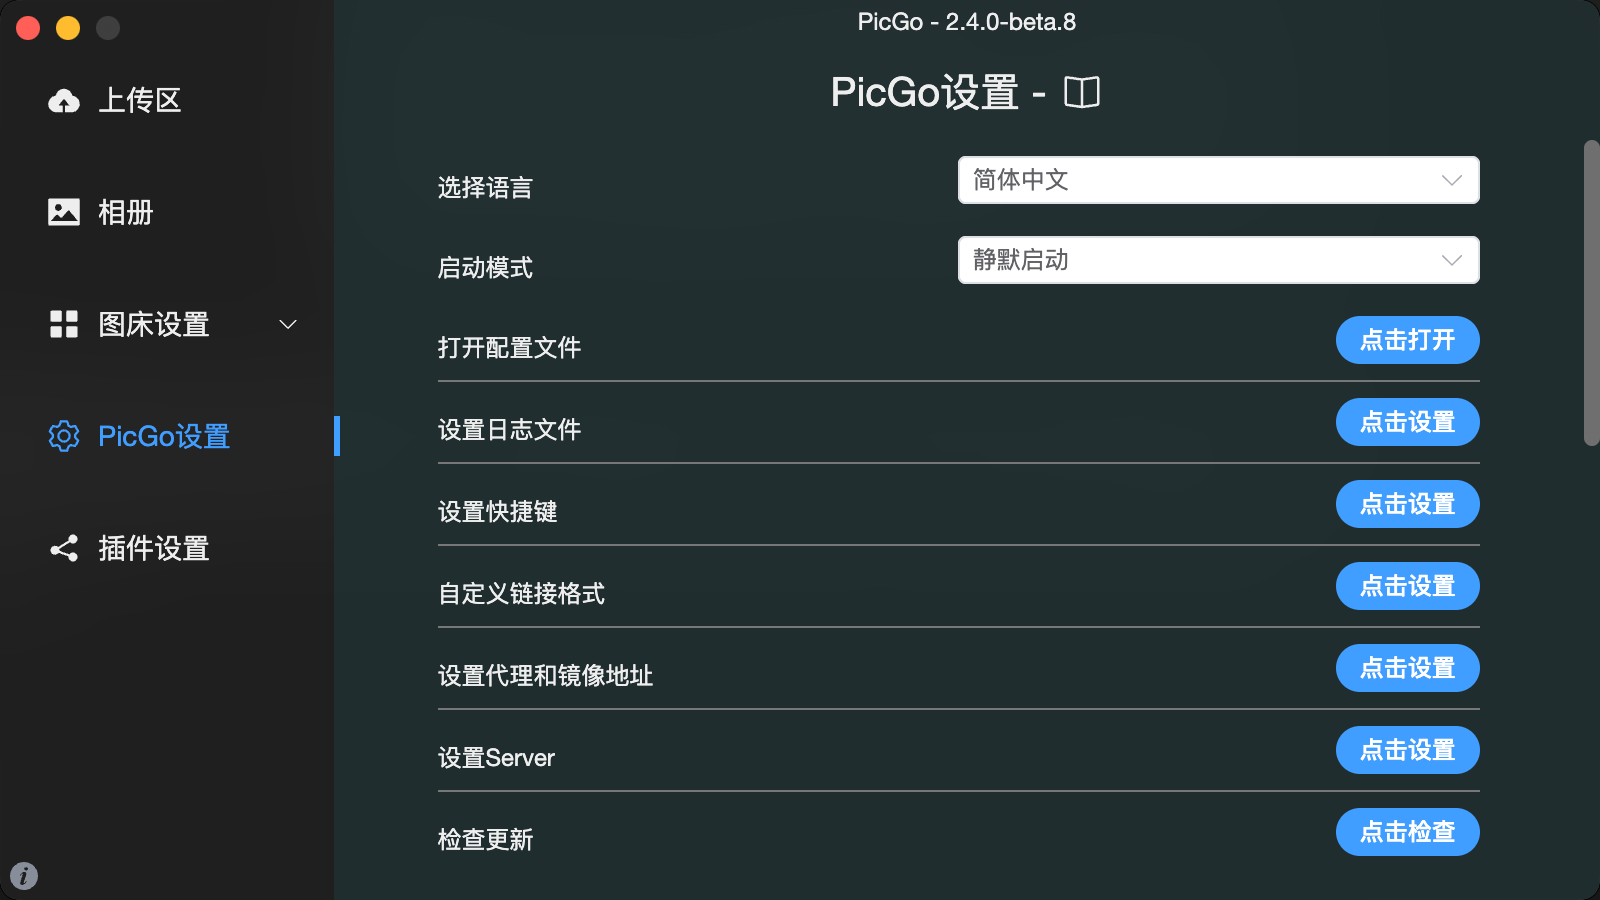 PicGo - 2.4.0-beta.8
上传区
相册
图床设置
PicGo设置
插件设置
PicGo设置 -
选择语言
简体中文
启动模式
静默启动
打开配置文件
点击打开
设置日志文件
点击设置
设置快捷键
点击设置
自定义链接格式
点击设置
设置代理和镜像地址
点击设置
设置Server
点击设置
检查更新
点击检查